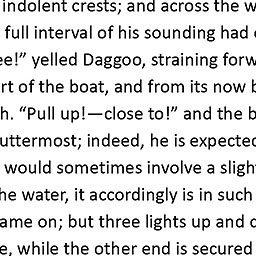 indolent crests; and across the w
full interval of his sounding had
ee!” yelled Daggoo, straining forw
rt of the boat, and from its now b
h. “Pull up!—close to!” and the b
uttermost; indeed, he is expected
would sometimes involve a sligh
he water, it accordingly is in such
ame on; but three lights up and
e, while the other end is secured